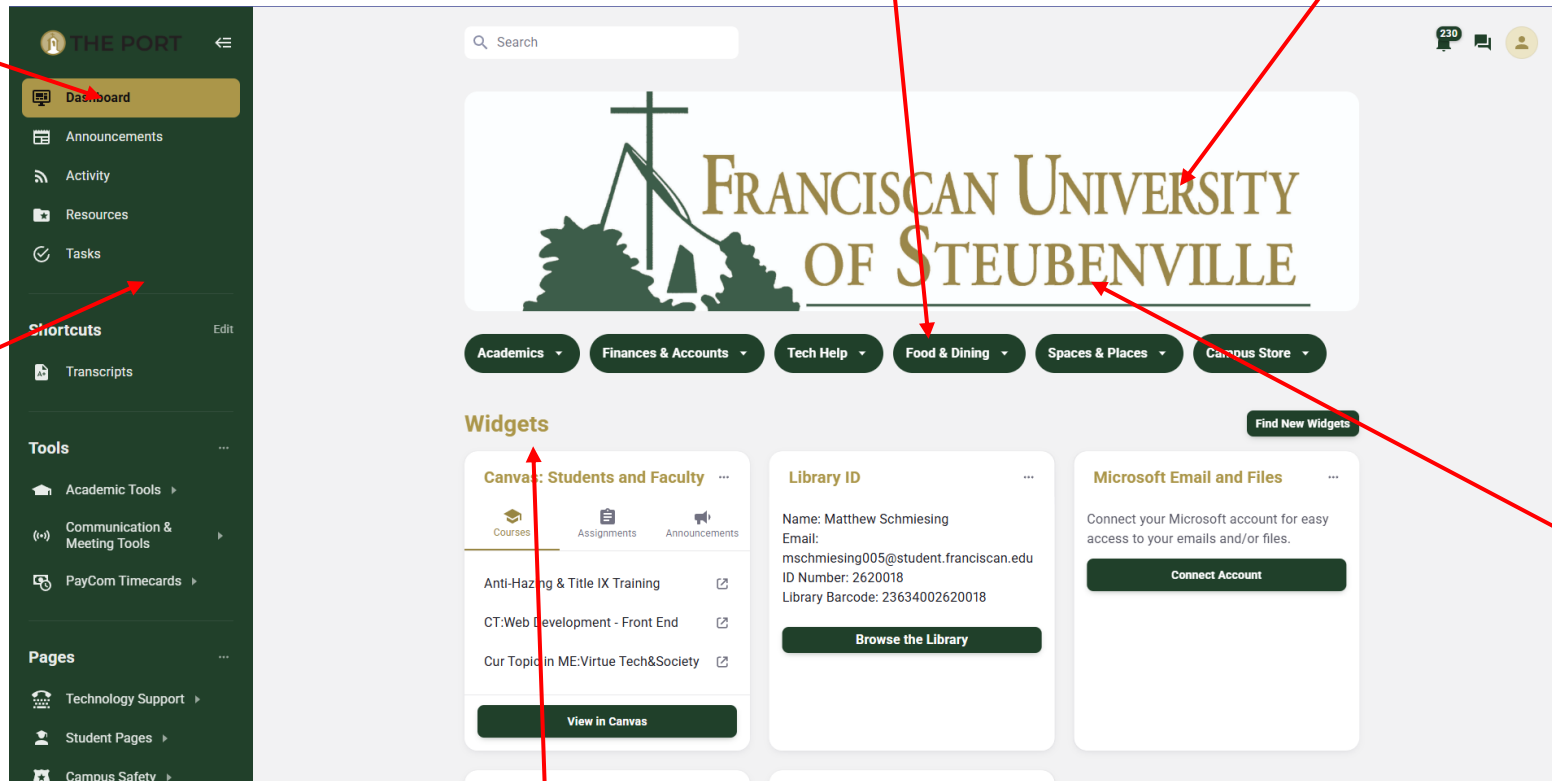 THE PORT
Dashboard
Announcements
Activity
Resources
Tasks
Shortcuts Edit
Transcripts
Tools
Academic Tools
Communication &
Meeting Tools
PayCom Timecards
Pages
Technology Support
Student Pages
Campus Safety
Search
230
FRANCISCAN UNIVERSITY
OF STEUBENVILLE
Academics Finances & Accounts Tech Help Food & Dining Spaces & Places Campus Store
Widgets
Find New Widgets
Canvas: Students and Faculty
Courses Assignments Announcements
Anti-Hazing & Title IX Training
CT:Web Development - Front End
Cur Topic in ME:Virtue Tech&Society
View in Canvas
Library ID
Name: Matthew Schmiesing
Email:
mschmiesing005@student.franciscan.edu
ID Number: 2620018
Library Barcode: 23634002620018
Browse the Library
Microsoft Email and Files
Connect your Microsoft account for easy
access to your emails and/or files.
Connect Account